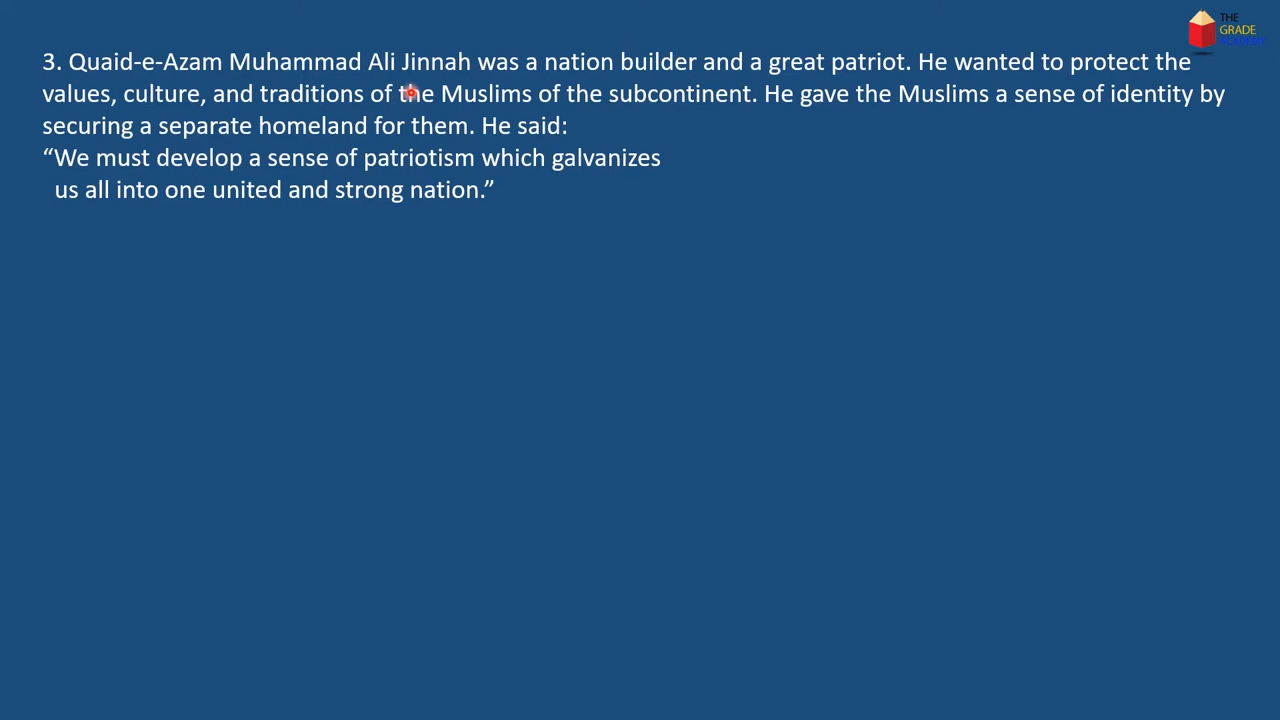 THE
GRADE
3. Quaid-e-Azam Muhammad Ali Jinnah was a nation builder and a great patriot. He wanted to protect the
values, culture, and traditions of the Muslims of the subcontinent. He gave the Muslims a sense of identity by
securing a separate homeland for them. He said:
“We must develop a sense of patriotism which galvanizes
us all into one united and strong nation.”